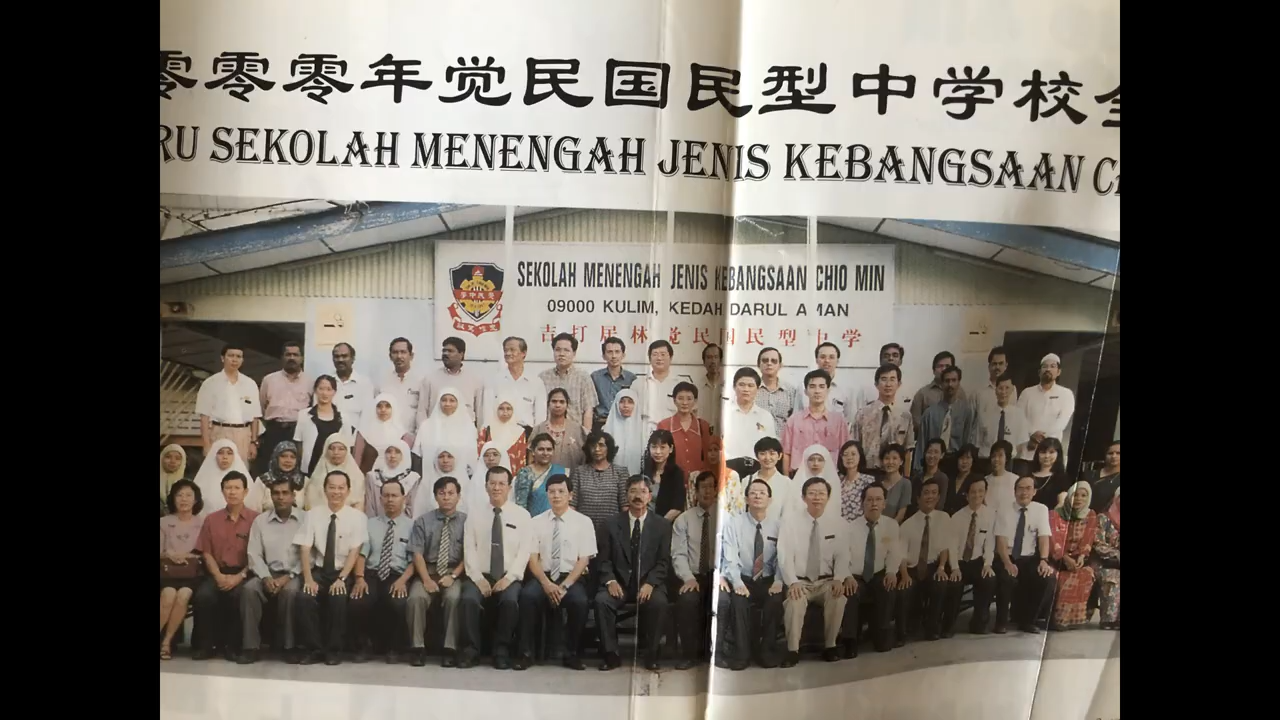 零零零年觉民国民型中学校全
RU SEKOLAH MENENGAH JENIS KEBANGSAAN C
SEKOLAH MENENGAH JENIS KEBANGSAAN CHIO MIN
09000 KULIM, KEDAH DARUL AMAN
吉打居林觉民国民型中学